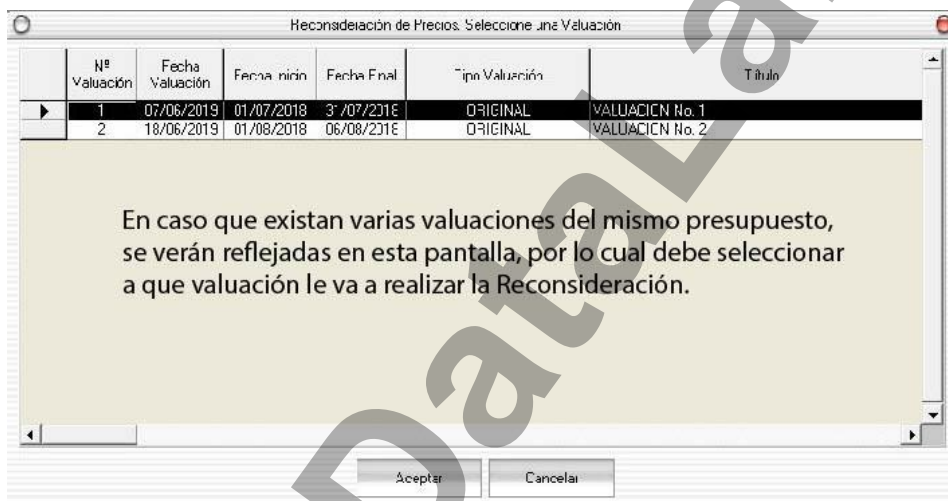 Reconsideración de Precios. Seleccione una Valuación
Nº Valuación Fecha Valuación Fecha Inicio Fecha Final Tipo Valuación Título
1 07/06/2019 01/07/2018 31/07/2018 ORIGINAL VALUACION No. 1
2 18/06/2019 01/08/2018 06/08/2018 ORIGINAL VALUACION No. 2
En caso que existan varias valuaciones del mismo presupuesto,
se verán reflejadas en esta pantalla, por lo cual debe seleccionar
a que valuación le va a realizar la Reconsideración.
Aceptar Cancelar
DataLa